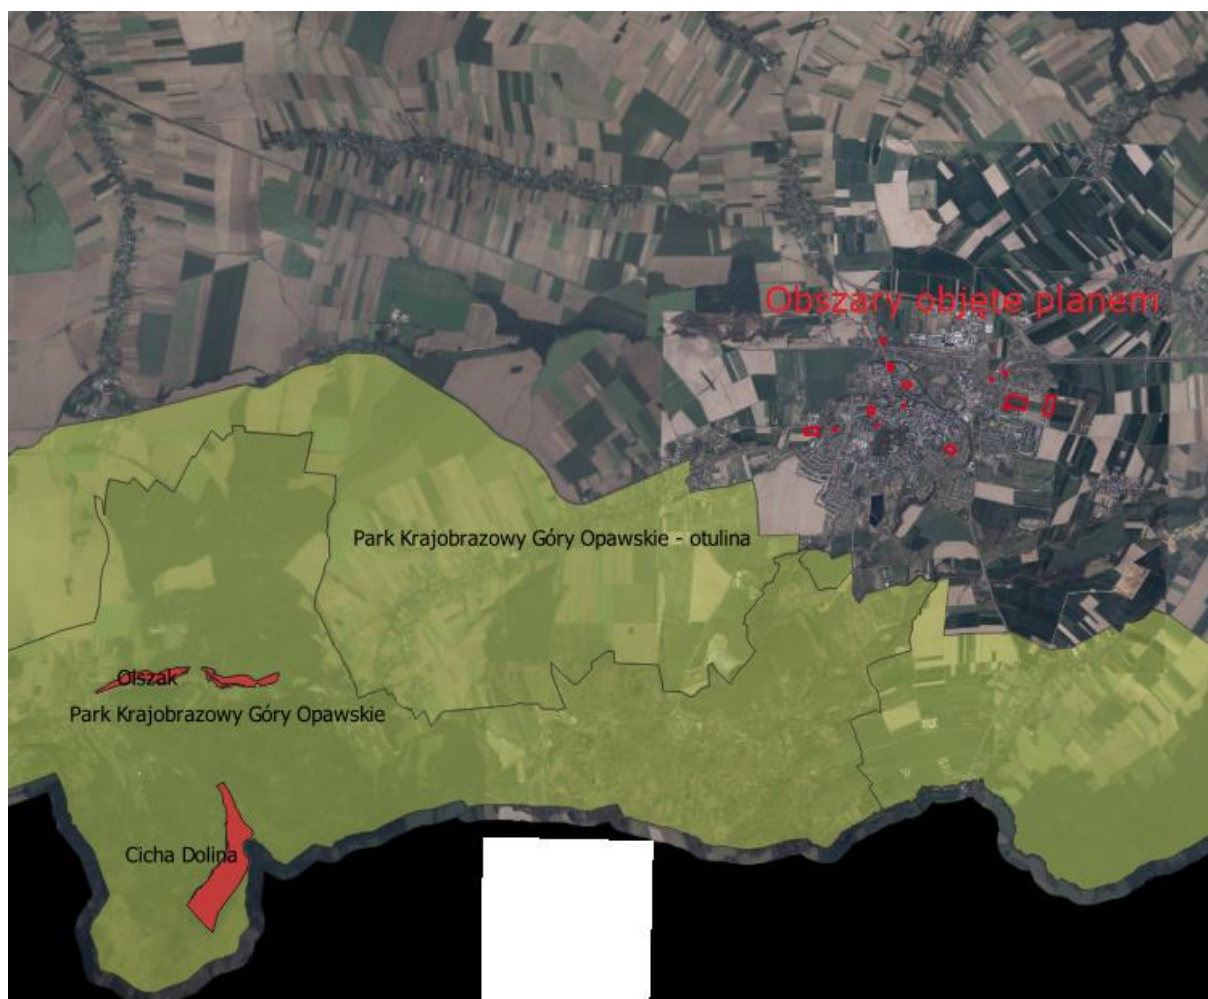 Obszary objęte planem
Park Krajobrazowy Góry Opawskie - otulina
Olszak
Park Krajobrazowy Góry Opawskie
Cicha Dolina